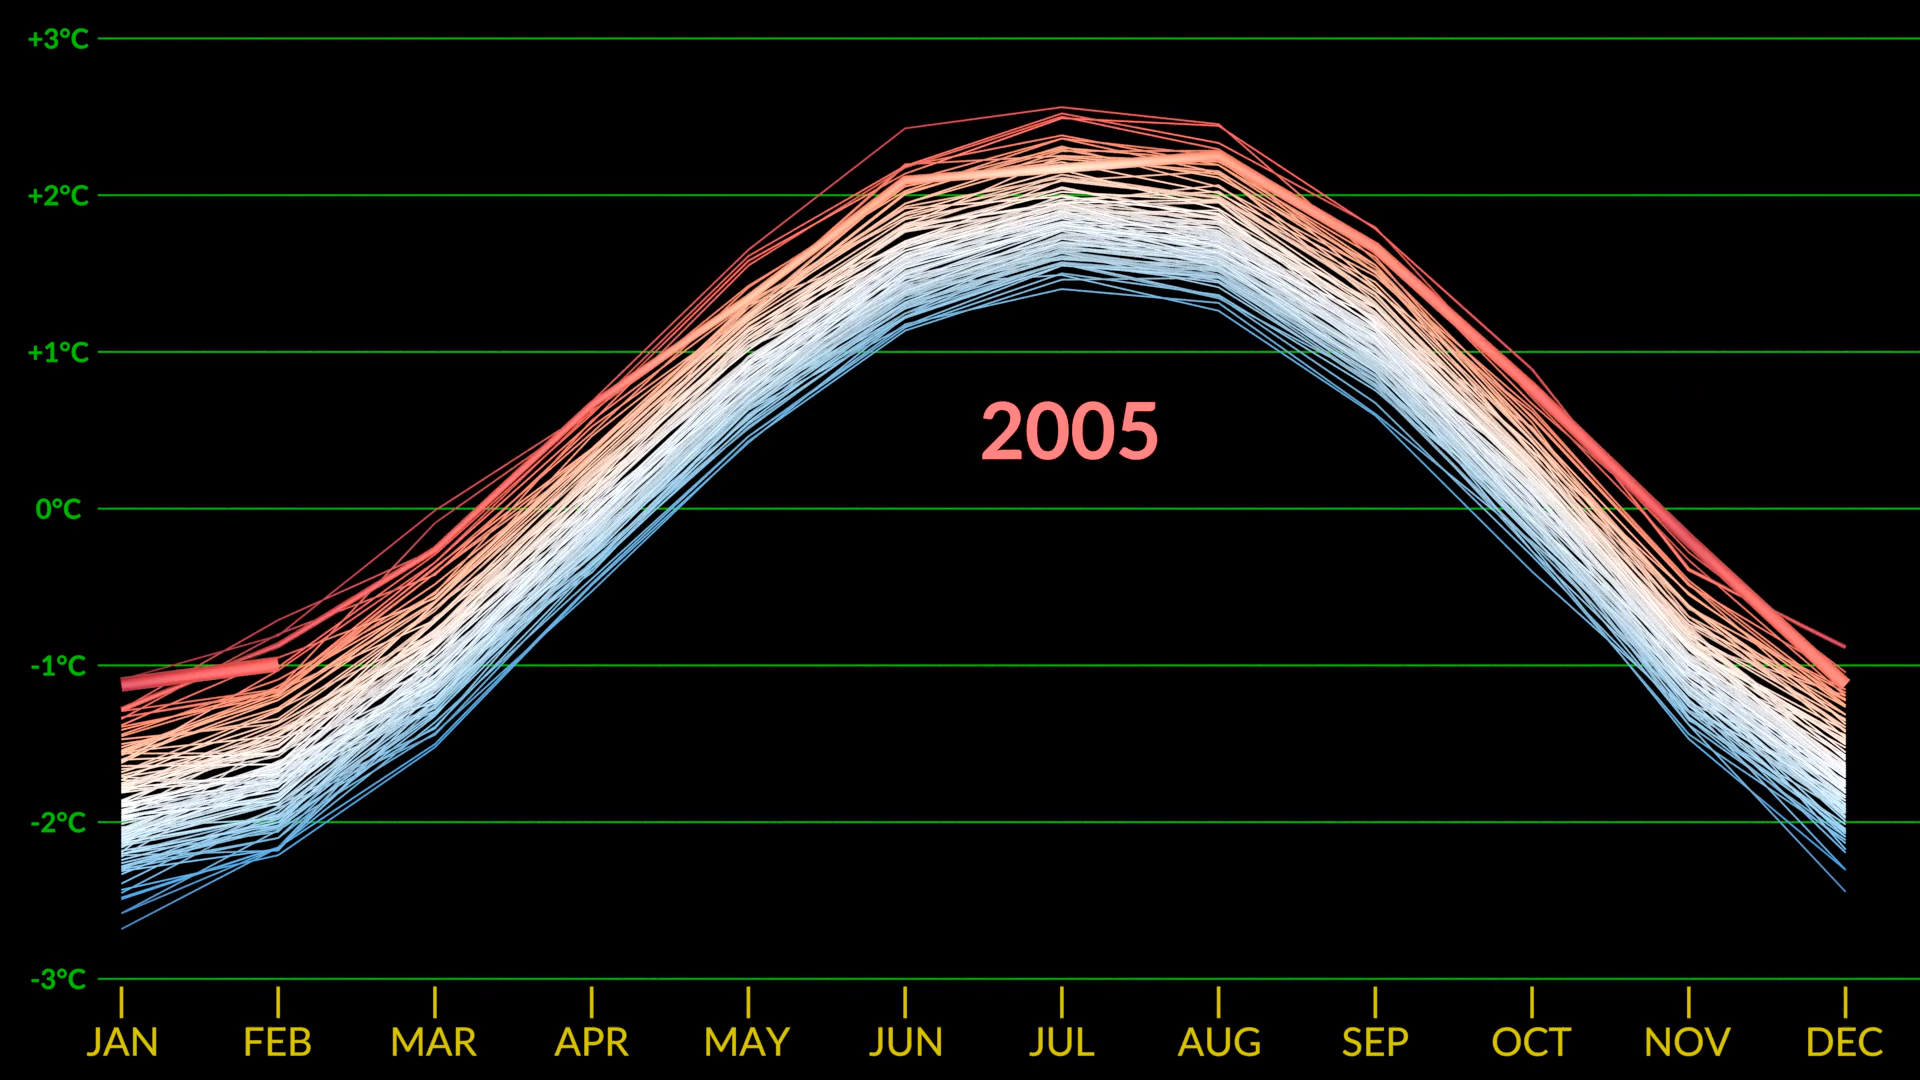 +3°C
+2°C
+1°C
2005
0°C
-1°C
-2°C
-3°C
JAN FEB MAR APR MAY JUN JUL AUG SEP OCT NOV DEC